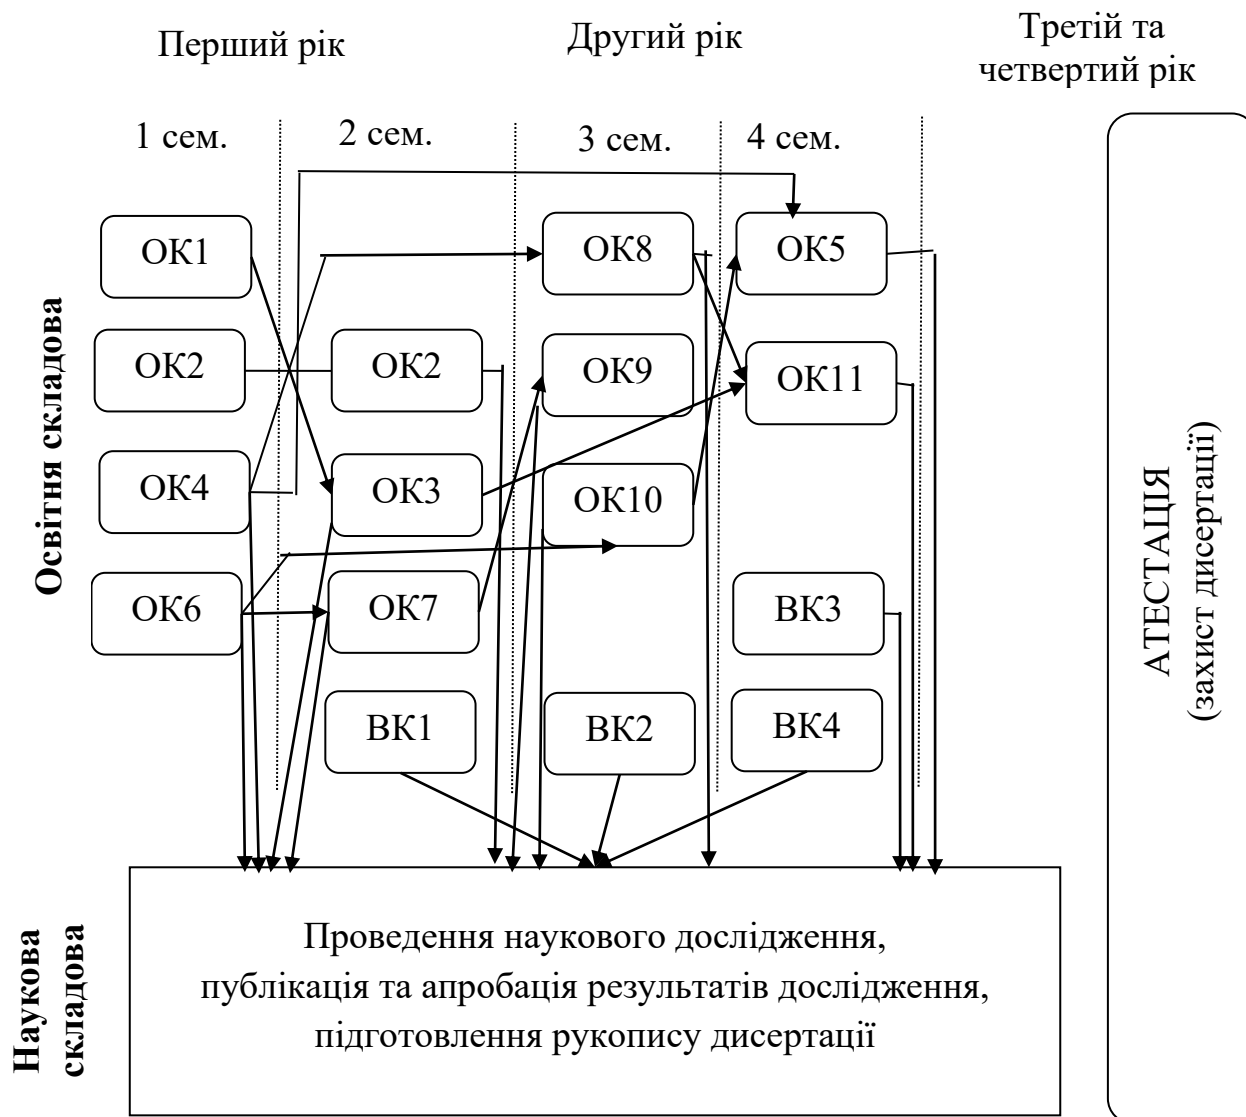 Перший рік
Другий рік
Третій та
четвертий рік
1 сем.
2 сем.
3 сем.
4 сем.
Освітня складова
ОК1
ОК8
ОК5
ОК2
ОК2
ОК9
ОК11
ОК4
ОК3
ОК10
ОК6
ОК7
ВК3
ВК1
ВК2
ВК4
АТЕСТАЦІЯ
(захист дисертації)
Наукова
складова
Проведення наукового дослідження,
публікація та апробація результатів дослідження,
підготовлення рукопису дисертації